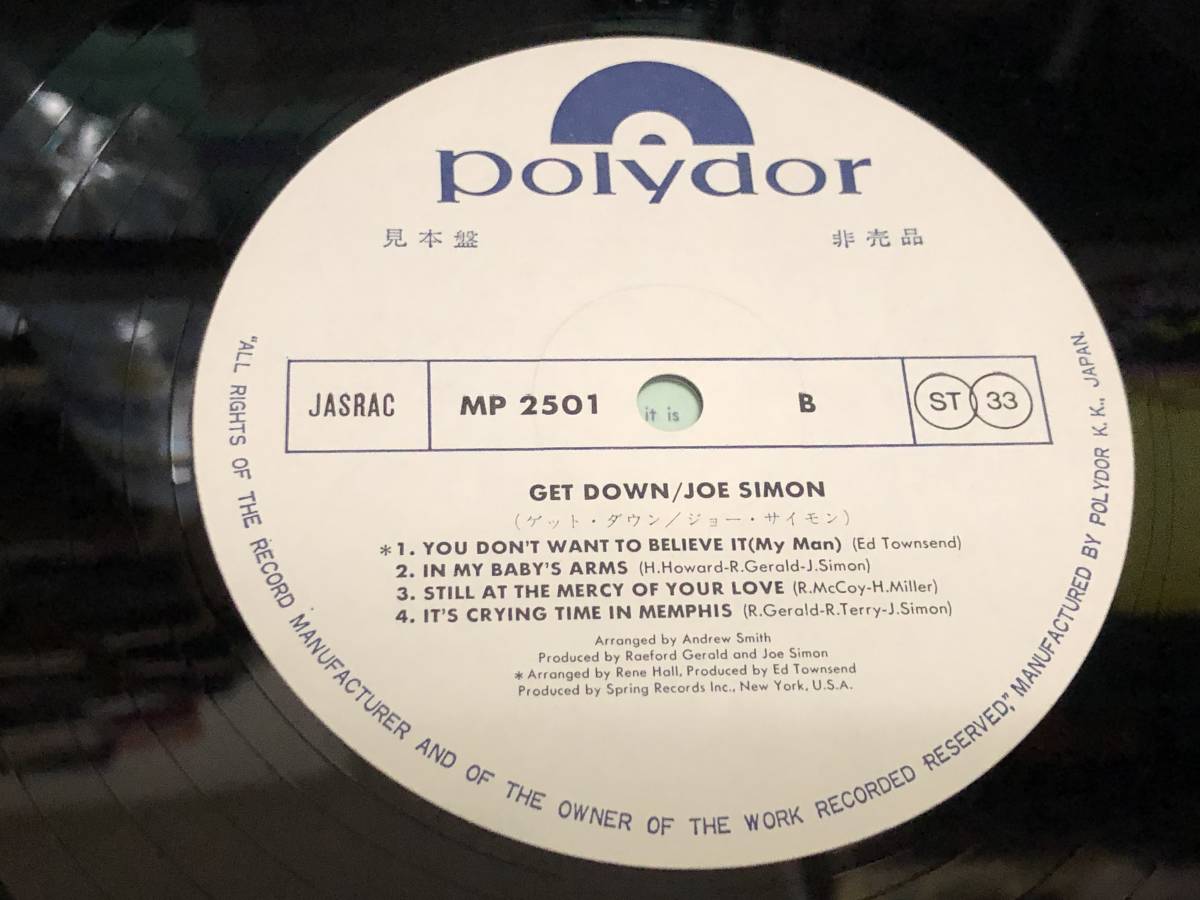 polydor
見本盤 非売品
JASRAC MP 2501 it is B ST 33
GET DOWN/JOE SIMON
(ゲット・ダウン/ジョー・サイモン)
*1. YOU DON'T WANT TO BELIEVE IT(My Man) (Ed Townsend)
2. IN MY BABY'S ARMS (H.Howard-R.Gerald-J.Simon)
3. STILL AT THE MERCY OF YOUR LOVE (R.McCoy-H.Miller)
4. IT'S CRYING TIME IN MEMPHIS (R.Gerald-R.Terry-J.Simon)
Arranged by Andrew Smith
Produced by Raeford Gerald and Joe Simon
* Arranged by Rene Hall, Produced by Ed Townsend
Produced by Spring Records Inc., New York, U.S.A.
"ALL RIGHTS OF THE RECORD MANUFACTURER AND OF THE OWNER OF THE WORK RECORDED RESERVED," MANUFACTURED BY POLYDOR K.K., JAPAN.